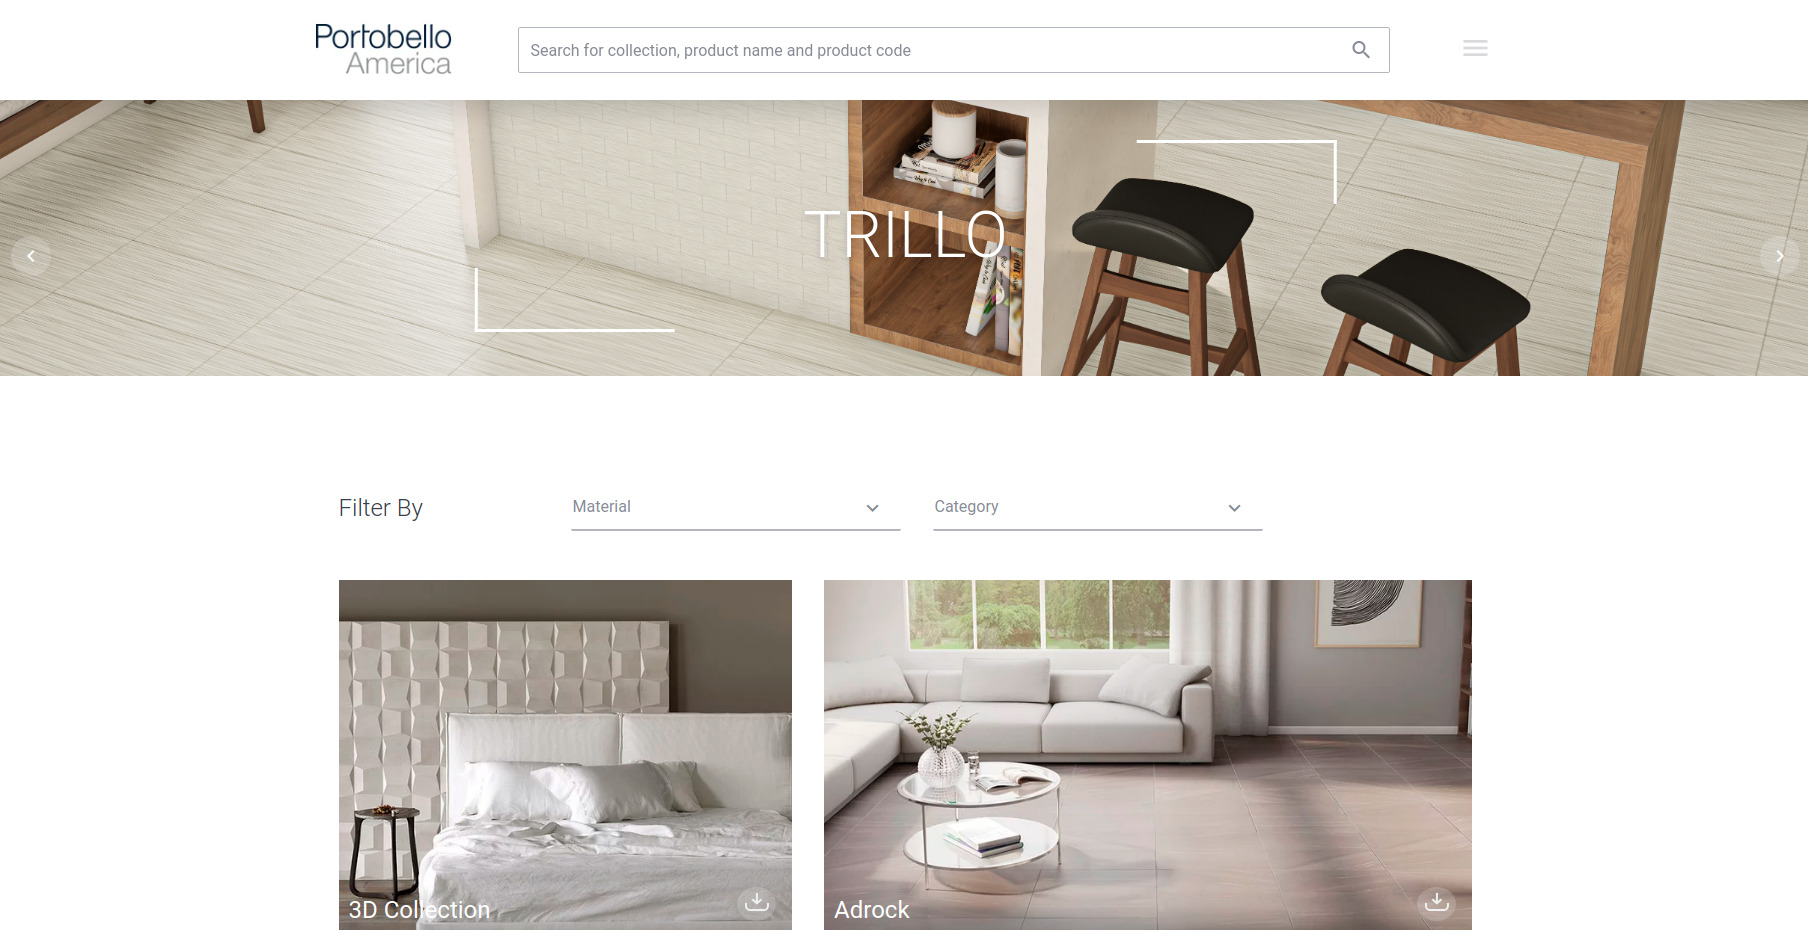 Portobello
America
Search for collection, product name and product code
TRILLO
Filter By
Material
Category
3D Collection
Adrock